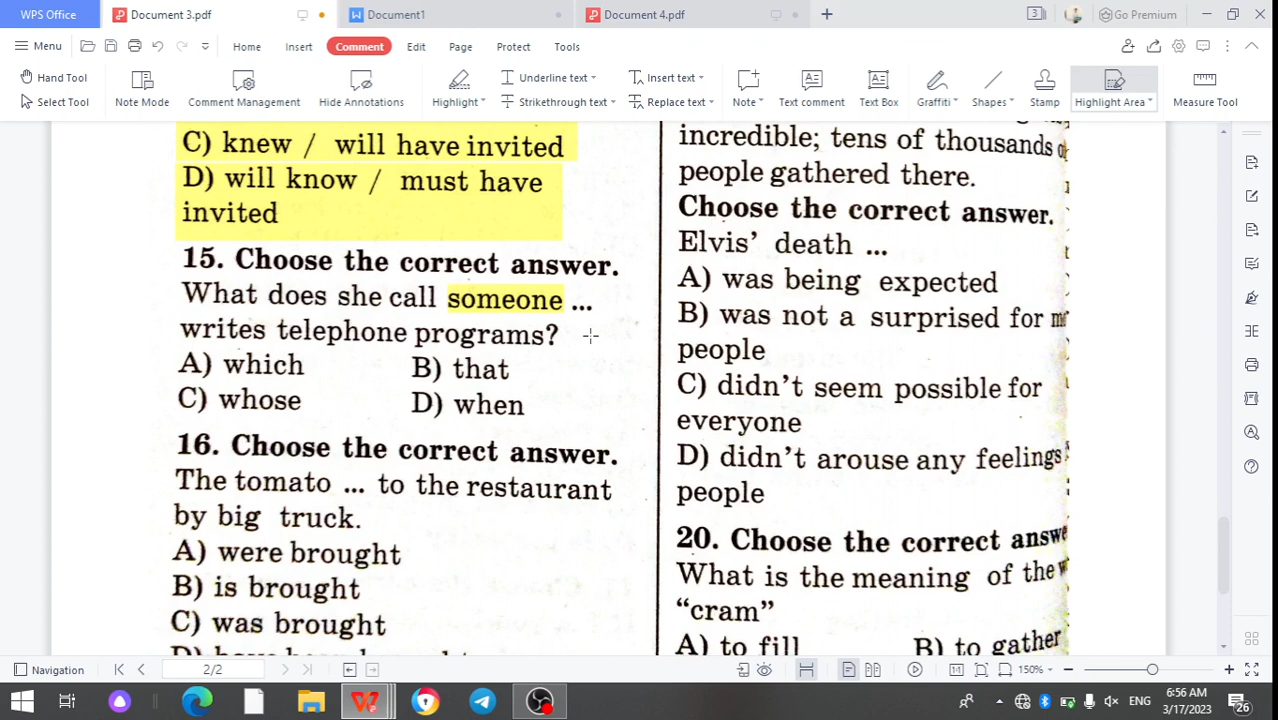 WPS Office
Document 3.pdf
Document1
Document 4.pdf
3
Go Premium
Menu
Home
Insert
Comment
Edit
Page
Protect
Tools
Hand Tool
Select Tool
Note Mode
Comment Management
Hide Annotations
Highlight
Underline text
Strikethrough text
Insert text
Replace text
Note
Text comment
Text Box
Graffiti
Shapes
Stamp
Highlight Area
Measure Tool
C) knew / will have invited
D) will know / must have
invited
15. Choose the correct answer.
What does she call someone ...
writes telephone programs?
A) which B) that
C) whose D) when
16. Choose the correct answer.
The tomato ... to the restaurant
by big truck.
A) were brought
B) is brought
C) was brought
incredible; tens of thousands
people gathered there.
Choose the correct answer.
Elvis' death ...
A) was being expected
B) was not a surprised for
people
C) didn't seem possible for
everyone
D) didn't arouse any feelings
people
20. Choose the correct answe
What is the meaning of the
"cram"
A) to fill B) to gather
Navigation
2/2
150%
ENG
6:56 AM
3/17/2023
26